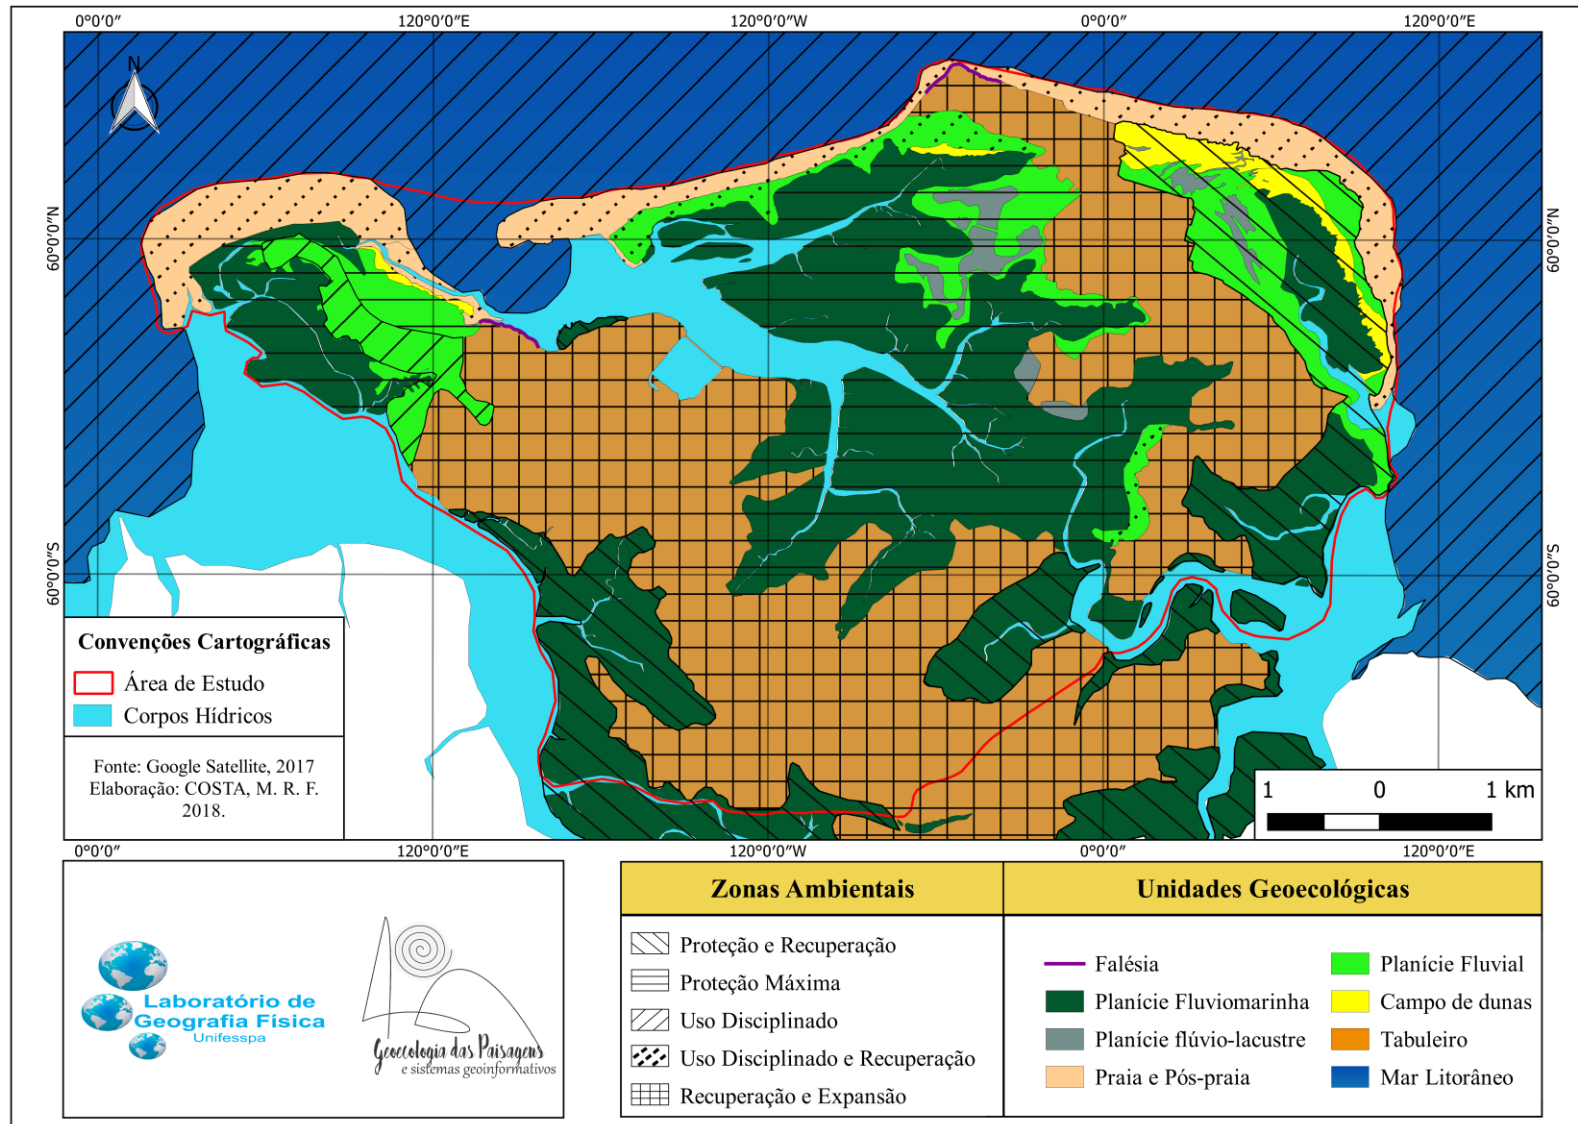 0°0′0″
120°0′0″E
120°0′0″W
0°0′0″
120°0′0″E
N
60°0′0″N
60°0′0″N
60°0′0″S
60°0′0″S
Convenções Cartográficas
Área de Estudo
Corpos Hídricos
Fonte: Google Satellite, 2017
Elaboração: COSTA, M. R. F.
2018.
1 0 1 km
0°0′0″
120°0′0″E
120°0′0″W
0°0′0″
120°0′0″E
Laboratório de
Geografia Física
Unifesspa
Geoecologia das Paisagens
e sistemas geoinformativos
Zonas Ambientais
Proteção e Recuperação
Proteção Máxima
Uso Disciplinado
Uso Disciplinado e Recuperação
Recuperação e Expansão
Unidades Geoecológicas
Falésia
Planície Fluviomarinha
Planície flúvio-lacustre
Praia e Pós-praia
Planície Fluvial
Campo de dunas
Tabuleiro
Mar Litorâneo